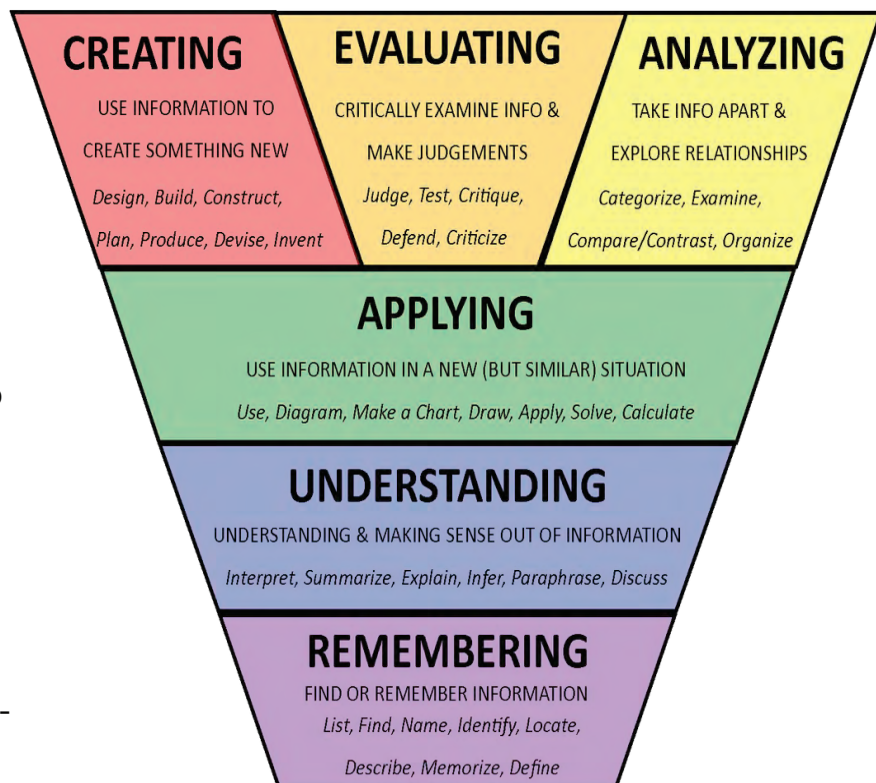 CREATING
USE INFORMATION TO
CREATE SOMETHING NEW
Design, Build, Construct,
Plan, Produce, Devise, Invent
EVALUATING
CRITICALLY EXAMINE INFO &
MAKE JUDGEMENTS
Judge, Test, Critique,
Defend, Criticize
ANALYZING
TAKE INFO APART &
EXPLORE RELATIONSHIPS
Categorize, Examine,
Compare/Contrast, Organize
APPLYING
USE INFORMATION IN A NEW (BUT SIMILAR) SITUATION
Use, Diagram, Make a Chart, Draw, Apply, Solve, Calculate
UNDERSTANDING
UNDERSTANDING & MAKING SENSE OUT OF INFORMATION
Interpret, Summarize, Explain, Infer, Paraphrase, Discuss
REMEMBERING
FIND OR REMEMBER INFORMATION
List, Find, Name, Identify, Locate,
Describe, Memorize, Define